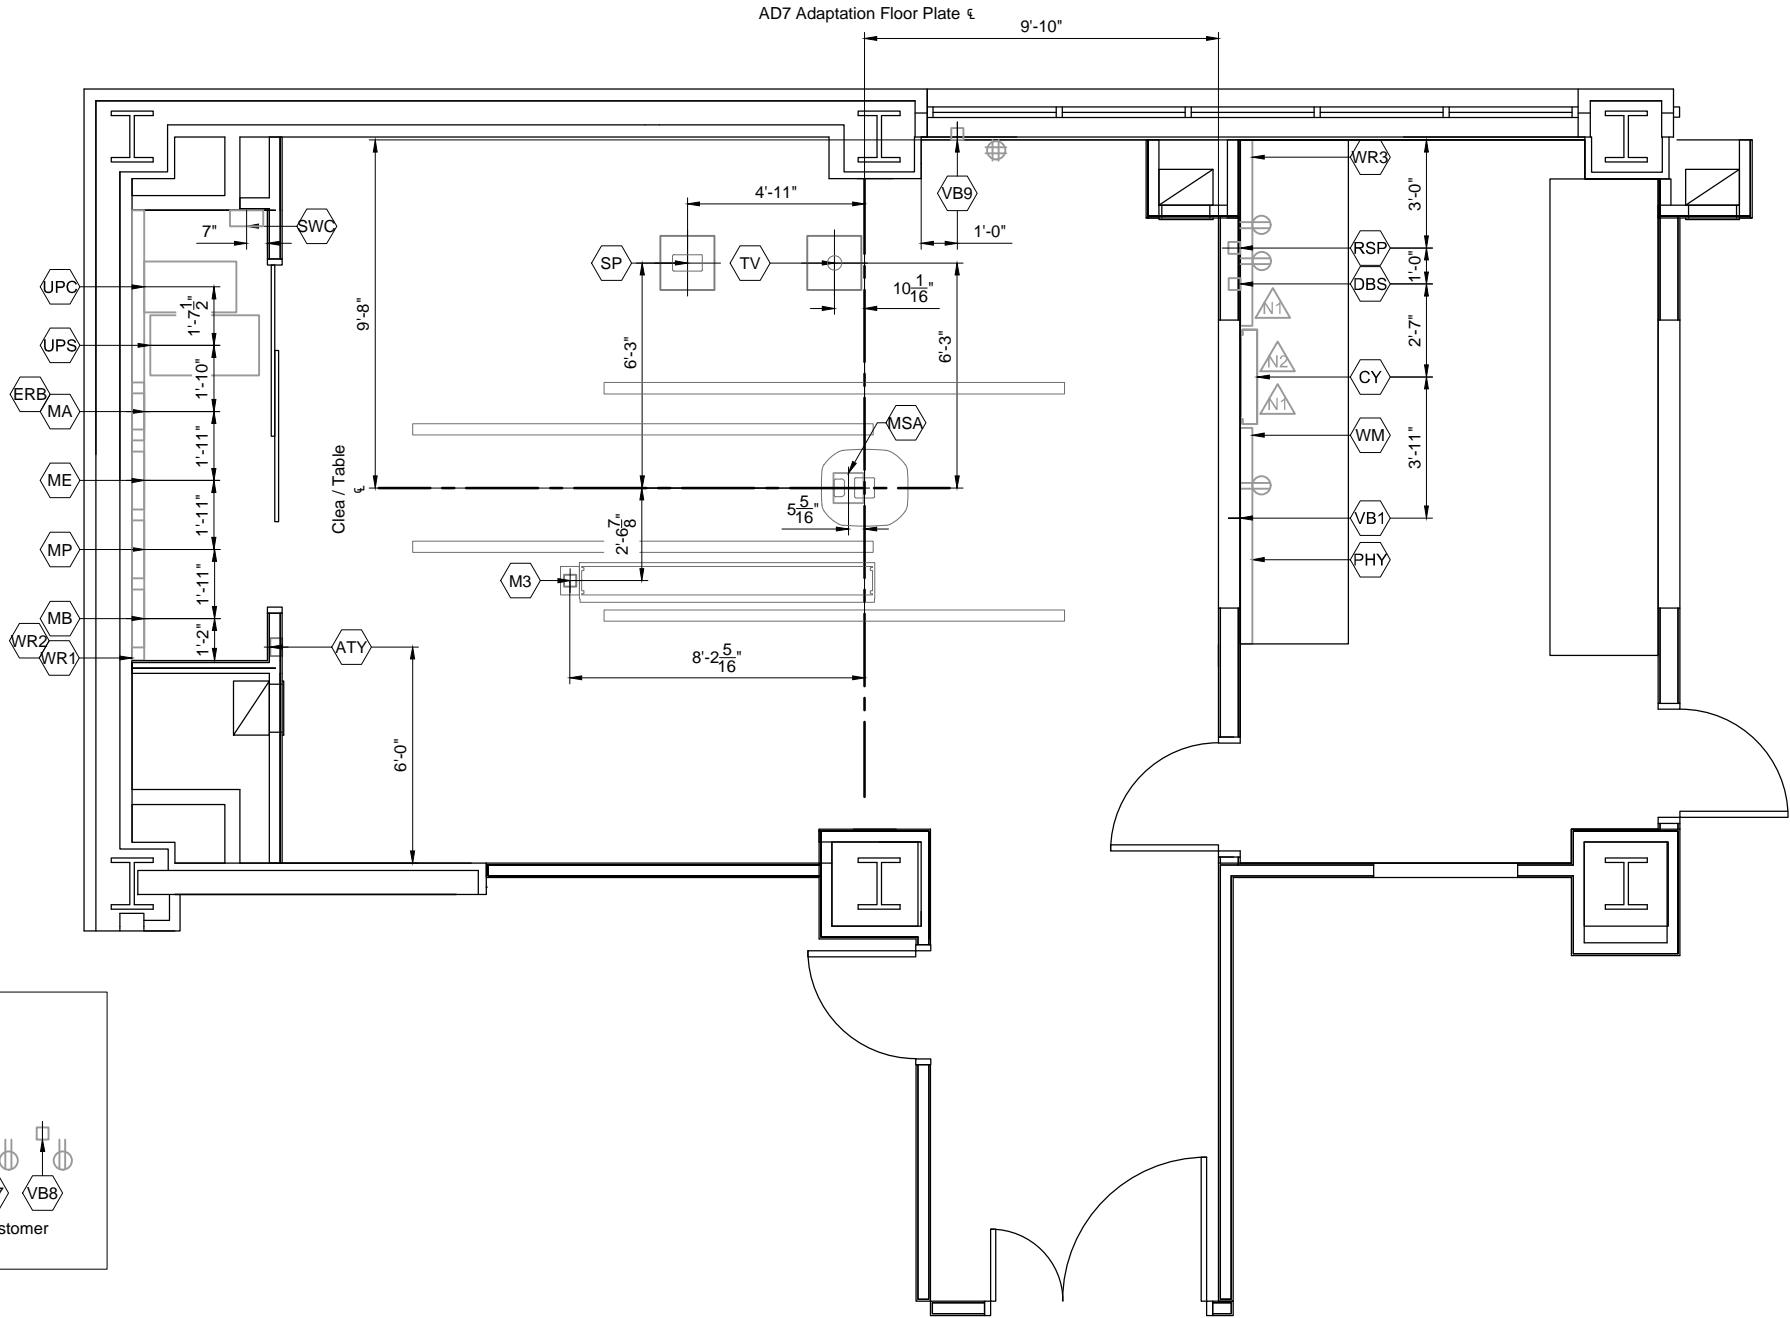 AD7 Adaptation Floor Plate ℄
9'-10"
WR3
4'-11"
VB9
3'-0"
SWC
7"
1'-0"
RSP
SP
TV
1'-0"
DBS
UPC
10 1/16"
N1
1'-7 1/2"
9'-8"
UPS
6'-3"
6'-3"
2'-7"
N2
ERB
1'-10"
CY
MA
N1
MSA
1'-11"
WM
3'-11"
ME
Clea / Table
℄
5 5/16"
1'-11"
2'-6 7/8"
VB1
MP
PHY
M3
1'-11"
MB
WR2
1'-2"
ATY
WR1
8'-2 5/16"
6'-0"
7
VB8
stomer